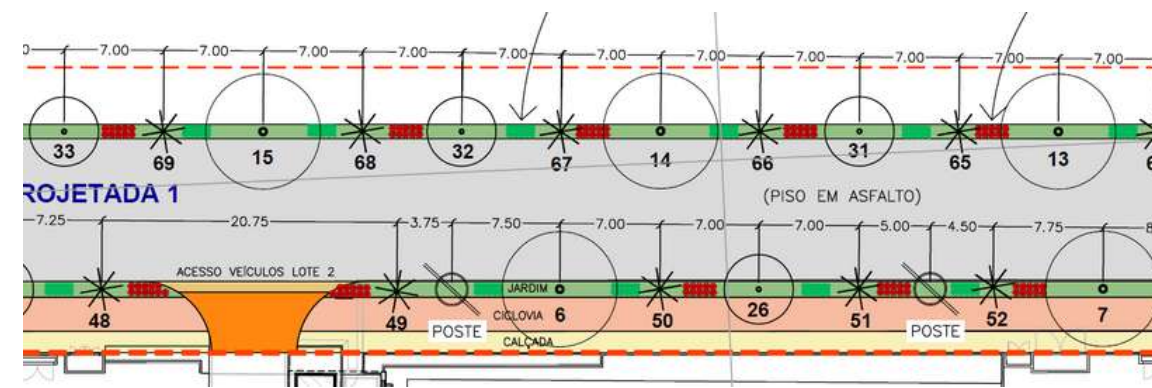 7.00 7.00 7.00 7.00 7.00 7.00 7.00 7.00 7.00 7.00 7.00
33 69 15 68 32 67 14 66 31 65 13
ROJETADA 1
(PISO EM ASFALTO)
7.25 20.75 3.75 7.50 7.00 7.00 7.00 5.00 4.50 7.75
ACESSO VEÍCULOS LOTE 2
JARDIM
CICLOVIA
48 49 6 50 26 51 52 7
POSTE POSTE
CALÇADA